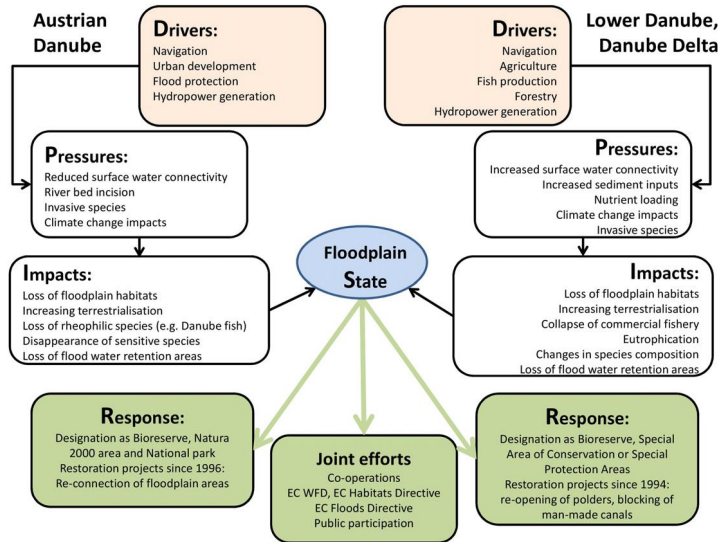 Austrian
Danube
Drivers:
Navigation
Urban development
Flood protection
Hydropower generation
Drivers:
Navigation
Agriculture
Fish production
Forestry
Hydropower generation
Lower Danube,
Danube Delta
Pressures:
Reduced surface water connectivity
River bed incision
Invasive species
Climate change impacts
Pressures:
Increased surface water connectivity
Increased sediment inputs
Nutrient loading
Climate change impacts
Invasive species
Floodplain
State
Impacts:
Loss of floodplain habitats
Increasing terrestrialisation
Loss of rheophilic species (e.g. Danube fish)
Disappearance of sensitive species
Loss of flood water retention areas
Impacts:
Loss of floodplain habitats
Increasing terrestrialisation
Collapse of commercial fishery
Eutrophication
Changes in species composition
Loss of flood water retention areas
Response:
Designation as Bioreserve, Natura
2000 area and National park
Restoration projects since 1996:
Re-connection of floodplain areas
Joint efforts
Co-operations
EC WFD, EC Habitats Directive
EC Floods Directive
Public participation
Response:
Designation as Bioreserve, Special
Area of Conservation or Special
Protection Areas
Restoration projects since 1994:
re-opening of polders, blocking of
man-made canals